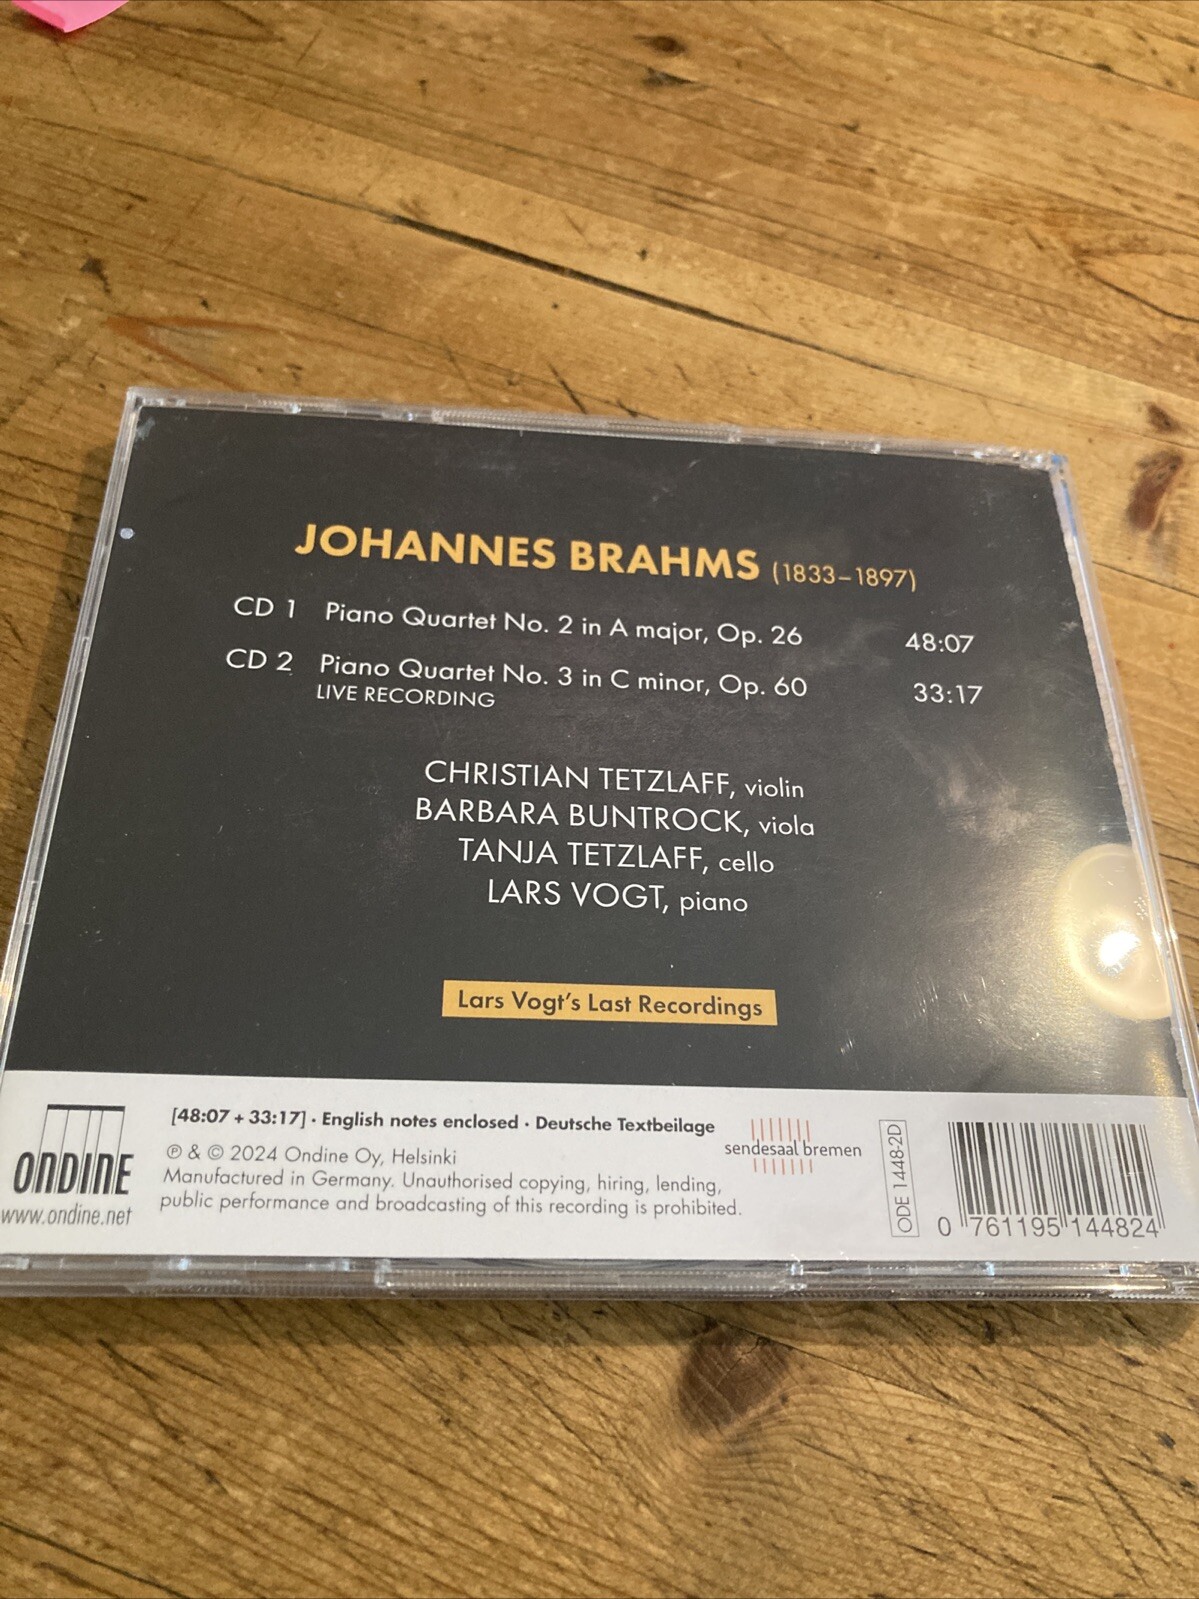 JOHANNES BRAHMS (1833–1897)
CD 1 Piano Quartet No. 2 in A major, Op. 26 48:07
CD 2 Piano Quartet No. 3 in C minor, Op. 60 33:17
LIVE RECORDING
CHRISTIAN TETZLAFF, violin
BARBARA BUNTROCK, viola
TANJA TETZLAFF, cello
LARS VOGT, piano
Lars Vogt's Last Recordings
ONDINE
www.ondine.net
[48:07 + 33:17] · English notes enclosed · Deutsche Textbeilage
℗ & © 2024 Ondine Oy, Helsinki
Manufactured in Germany. Unauthorised copying, hiring, lending,
public performance and broadcasting of this recording is prohibited.
sendesaal bremen
ODE 1448-2D
0 761195 144824